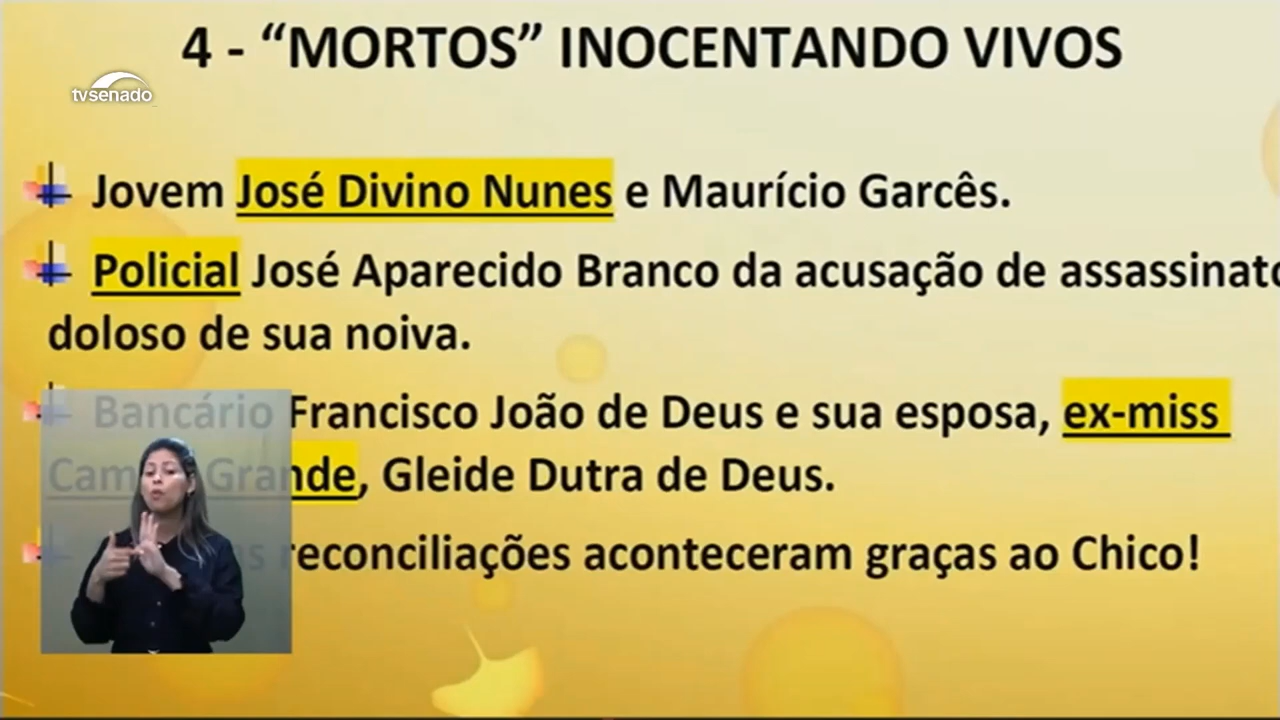 4 - “MORTOS” INOCENTANDO VIVOS
tvsenado
Jovem José Divino Nunes e Maurício Garcês.
Policial José Aparecido Branco da acusação de assassinato
doloso de sua noiva.
Bancário Francisco João de Deus e sua esposa, ex-miss
Campo Grande, Gleide Dutra de Deus.
reconciliações aconteceram graças ao Chico!